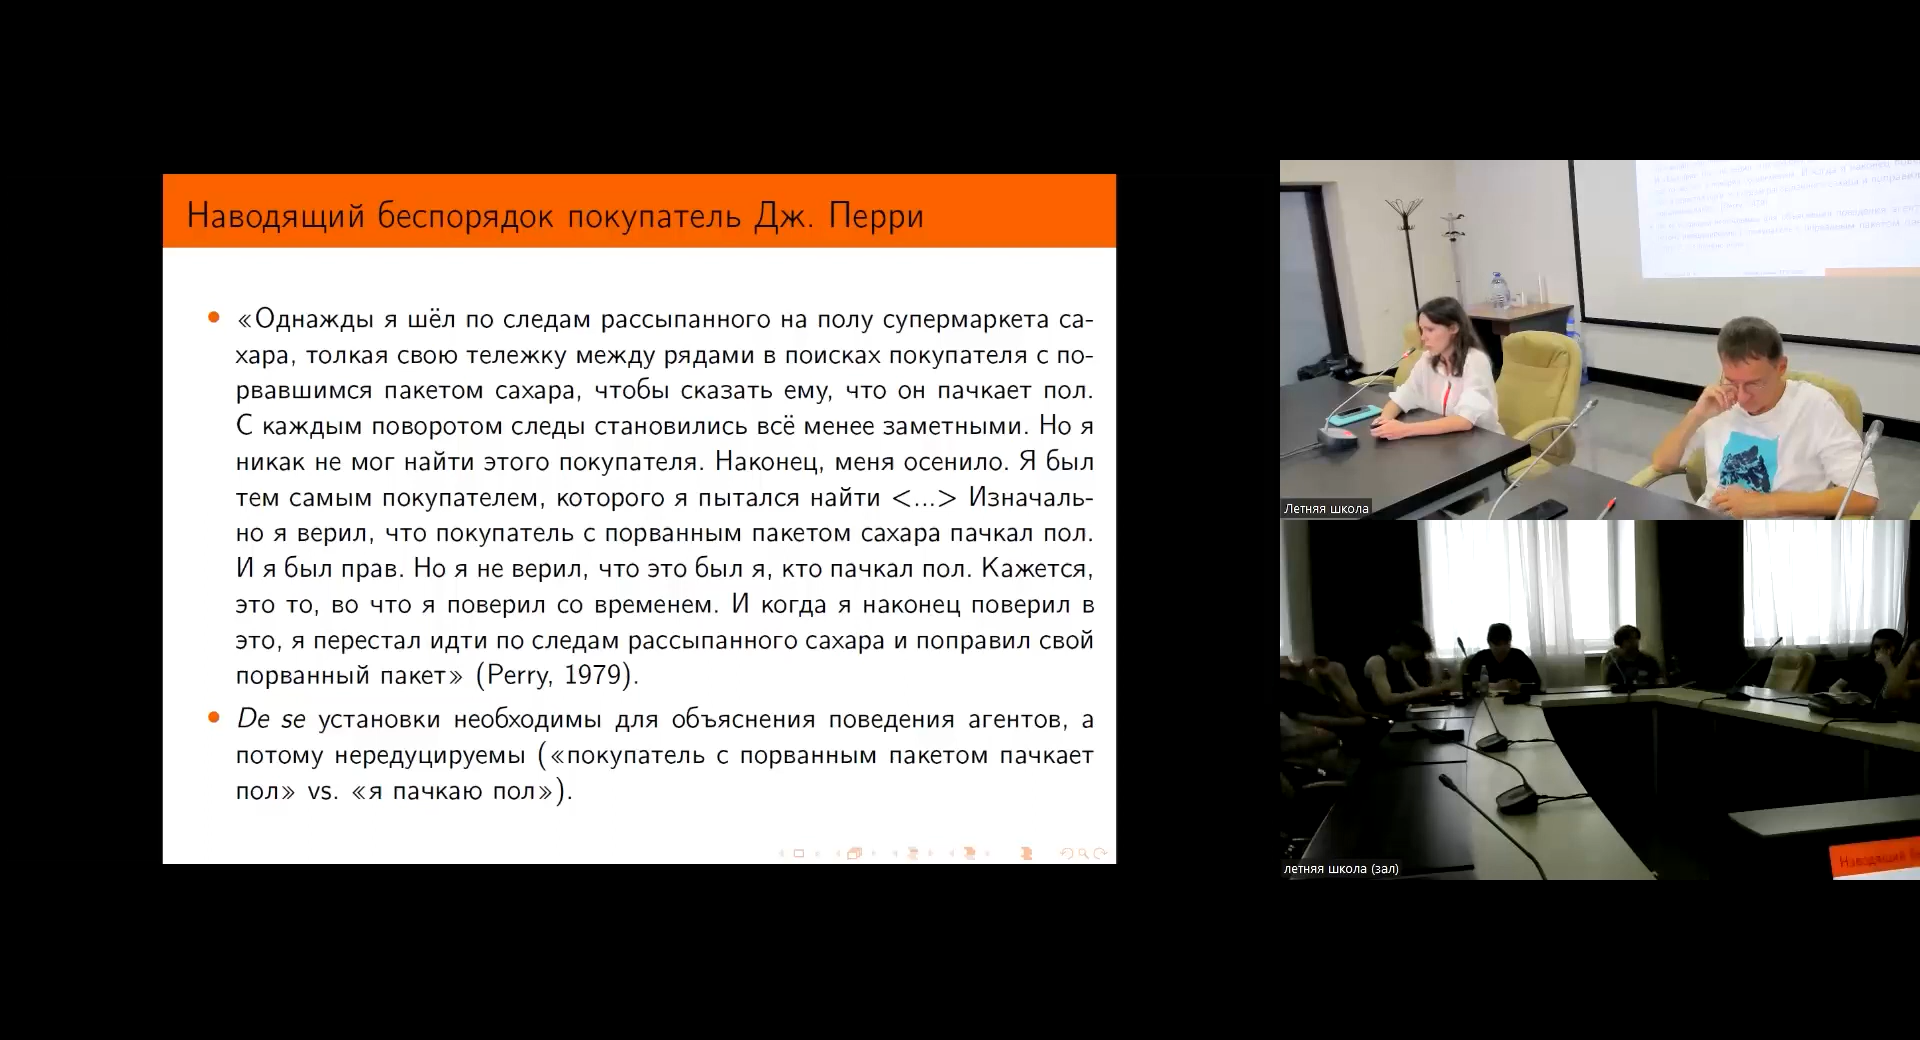 Наводящий беспорядок покупатель Дж. Перри
«Однажды я шёл по следам рассыпанного на полу супермаркета са-
хара, толкая свою тележку между рядами в поисках покупателя с по-
рвавшимся пакетом сахара, чтобы сказать ему, что он пачкает пол.
С каждым поворотом следы становились всё менее заметными. Но я
никак не мог найти этого покупателя. Наконец, меня осенило. Я был
тем самым покупателем, которого я пытался найти <...> Изначаль-
но я верил, что покупатель с порванным пакетом сахара пачкал пол.
И я был прав. Но я не верил, что это был я, кто пачкал пол. Кажется,
это то, во что я поверил со временем. И когда я наконец поверил в
это, я перестал идти по следам рассыпанного сахара и поправил свой
порванный пакет» (Perry, 1979).
De se установки необходимы для объяснения поведения агентов, а
потому нередуцируемы («покупатель с порванным пакетом пачкает
пол» vs. «я пачкаю пол»).
Летняя школа
летняя школа (зал)
Наводящий